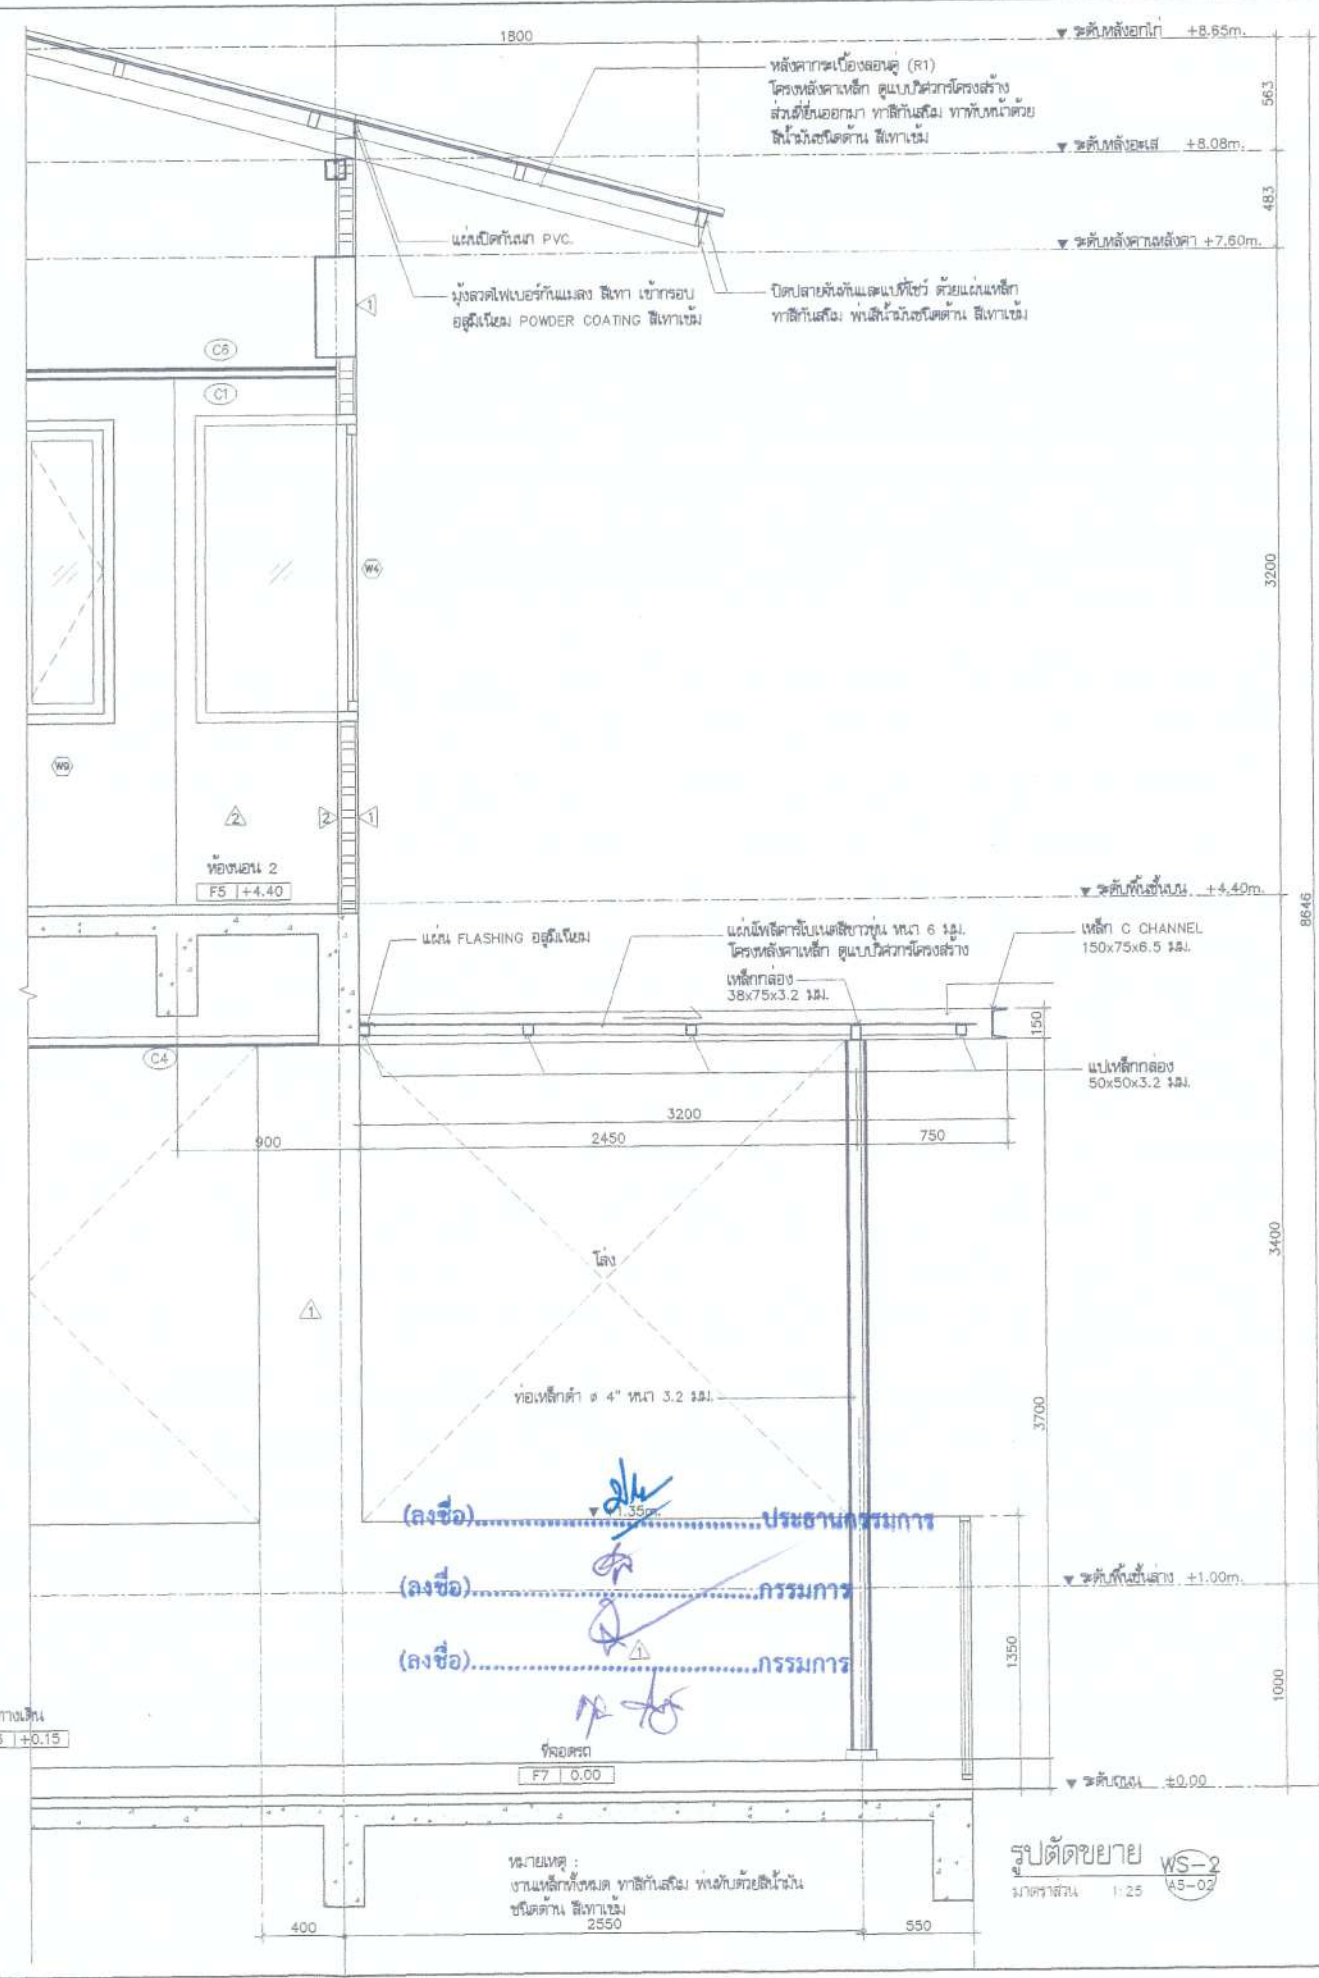 1800
▼ ระดับหลังอกไก่ +8.65m.
หลังคากระเบื้องลอนคู่ (R1)
โครงหลังคาเหล็ก ดูแบบวิศวกรโครงสร้าง
ส่วนที่ยื่นออกมา ทาสีกันสนิม ทาทับหน้าด้วย
สีน้ำมันชนิดด้าน สีเทาเข้ม
563
▼ ระดับหลังอะเส +8.08m.
483
▼ ระดับหลังคานหลังคา +7.60m.
แผ่นปิดกันนก PVC.
มุ้งลวดไฟเบอร์กันแมลง สีเทา เข้ากรอบ
อลูมิเนียม POWDER COATING สีเทาเข้ม
ปิดปลายจันทันและแปที่โชว์ ด้วยแผ่นเหล็ก
ทาสีกันสนิม พ่นสีน้ำมันชนิดด้าน สีเทาเข้ม
1
C6
C1
3200
W4
W9
2
2
1
ห้องนอน 2
F5 +4.40
▼ ระดับพื้นชั้นบน +4.40m.
8646
แผ่น FLASHING อลูมิเนียม
แผ่นโพลีคาร์โบเนตสีขาวขุ่น หนา 6 มม.
โครงหลังคาเหล็ก ดูแบบวิศวกรโครงสร้าง
เหล็กกล่อง
38x75x3.2 มม.
เหล็ก C CHANNEL
150x75x6.5 มม.
150
C4
แปเหล็กกล่อง
50x50x3.2 มม.
3200
900
2450
750
3400
โล่ง
1
ท่อเหล็กดำ ø 4" หนา 3.2 มม.
3700
(ลงชื่อ)..........ประธานกรรมการ
1.35m.
(ลงชื่อ)..........กรรมการ
▼ ระดับพื้นชั้นล่าง +1.00m.
(ลงชื่อ)..........กรรมการ
1
1350
1000
ทางเดิน
+0.15
ที่จอดรถ
F7 0.00
▼ ระดับถนน ±0.00
หมายเหตุ :
งานเหล็กทั้งหมด ทาสีกันสนิม พ่นทับด้วยสีน้ำมัน
ชนิดด้าน สีเทาเข้ม
รูปตัดขยาย WS-2
มาตราส่วน 1:25 A5-02
400
2550
550